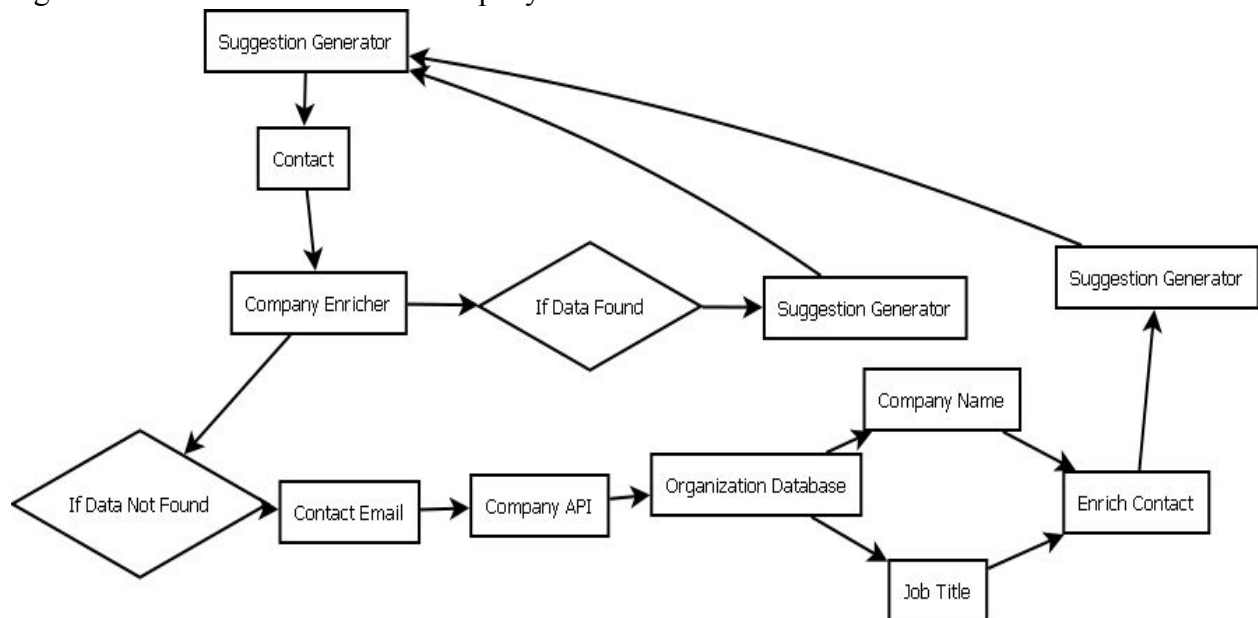 Suggestion Generator
Contact
Company Enricher
If Data Found
Suggestion Generator
Suggestion Generator
Company Name
If Data Not Found
Contact Email
Company API
Organization Database
Enrich Contact
Job Title